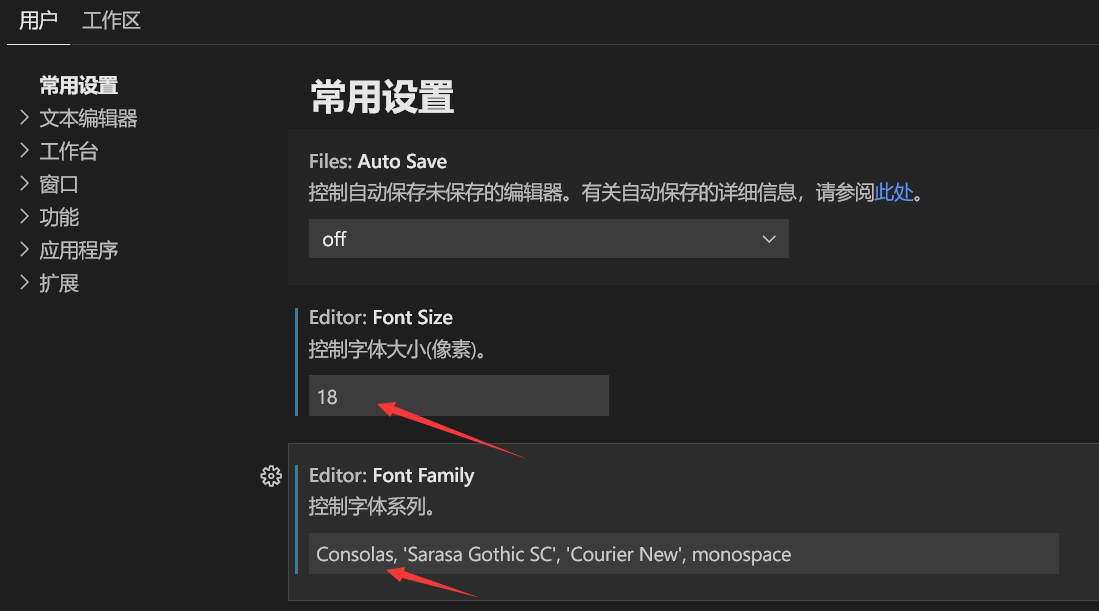 用户 工作区
常用设置
文本编辑器
工作台
窗口
功能
应用程序
扩展
常用设置
Files: Auto Save
控制自动保存未保存的编辑器。有关自动保存的详细信息，请参阅此处。
off
Editor: Font Size
控制字体大小(像素)。
18
Editor: Font Family
控制字体系列。
Consolas, 'Sarasa Gothic SC', 'Courier New', monospace